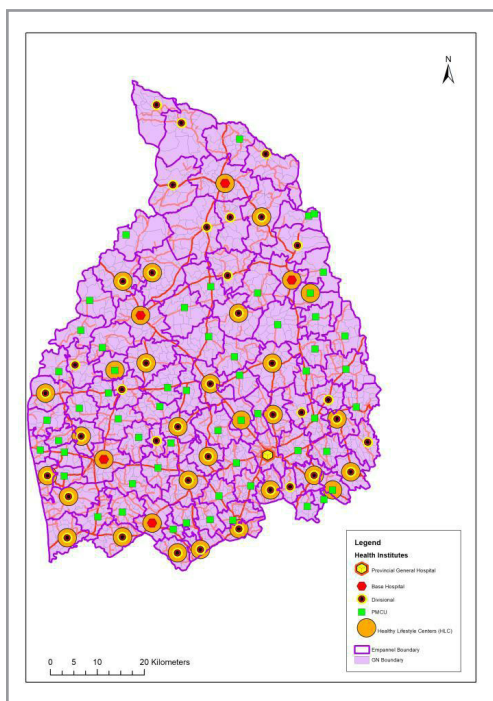 N
Legend
Health Institutes
Provincial General Hospital
Base Hospital
Divisional
PMCU
Healthy Lifestyle Centers (HLC)
Empannel Boundary
GN Boundary
0 5 10 20 Kilometers